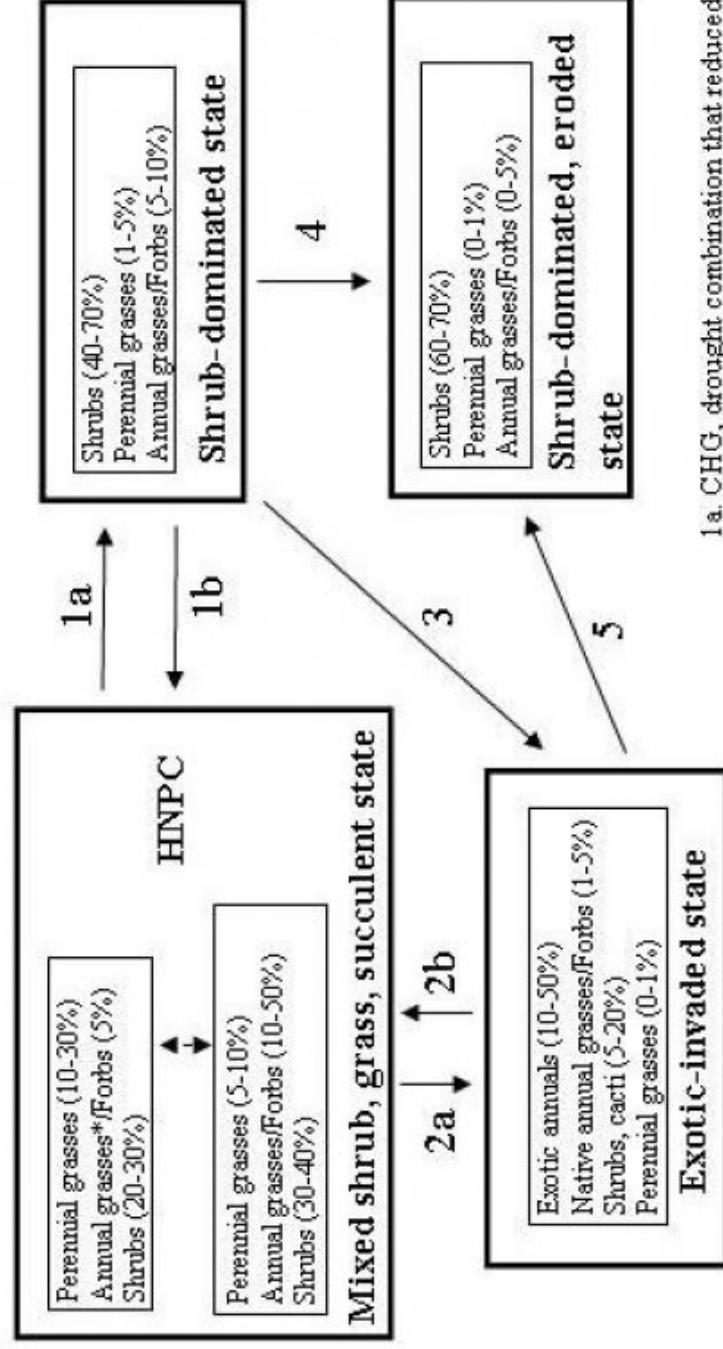 Perennial grasses (10-30%)
Annual grasses*/Forbs (5%)
Shrubs (20-30%)
HNPC
Perennial grasses (5-10%)
Annual grasses/Forbs (10-50%)
Shrubs (30-40%)
Mixed shrub, grass, succulent state
1a
1b
Shrubs (40-70%)
Perennial grasses (1-5%)
Annual grasses/Forbs (5-10%)
Shrub-dominated state
2a
2b
3
4
Exotic annuals (10-50%)
Native annual grasses/Forbs (1-5%)
Shrubs, cacti (5-20%)
Perennial grasses (0-1%)
Exotic-invaded state
5
Shrubs (60-70%)
Perennial grasses (0-1%)
Annual grasses/Forbs (0-5%)
Shrub-dominated, eroded
state
1a. CHG, drought combination that reduced